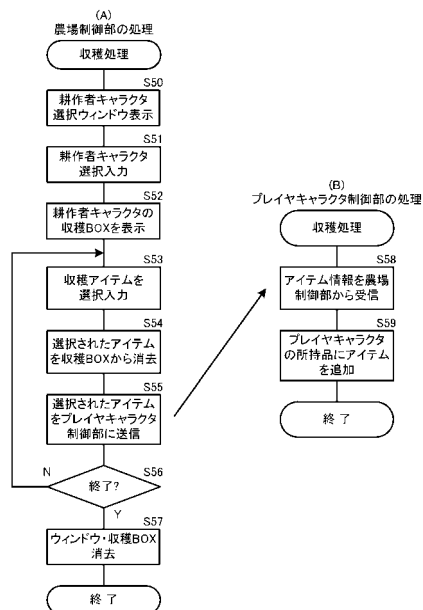 (A)
農場制御部の処理
収穫処理
S50
耕作者キャラクタ
選択ウィンドウ表示
S51
耕作者キャラクタ
選択入力
S52
耕作者キャラクタの
収穫BOXを表示
S53
収穫アイテムを
選択入力
S54
選択されたアイテム
を収穫BOXから消去
S55
選択されたアイテム
をプレイヤキャラクタ
制御部に送信
S56
終了?
N
Y
S57
ウィンドウ・収穫BOX
消去
終了
(B)
プレイヤキャラクタ制御部の処理
収穫処理
S58
アイテム情報を農場
制御部から受信
S59
プレイヤキャラクタ
の所持品にアイテム
を追加
終了